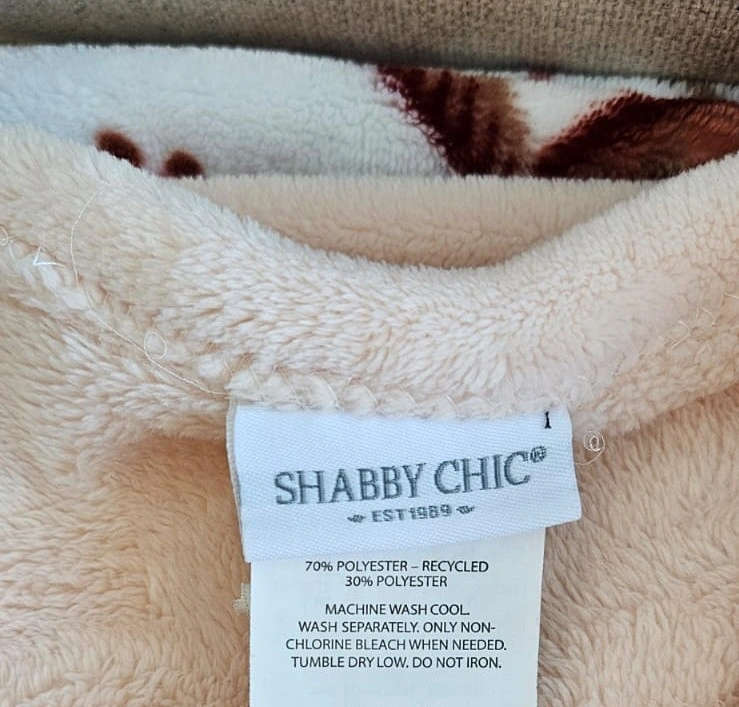 1
SHABBY CHIC®
EST 1989
70% POLYESTER – RECYCLED
30% POLYESTER
MACHINE WASH COOL.
WASH SEPARATELY. ONLY NON-
CHLORINE BLEACH WHEN NEEDED.
TUMBLE DRY LOW. DO NOT IRON.